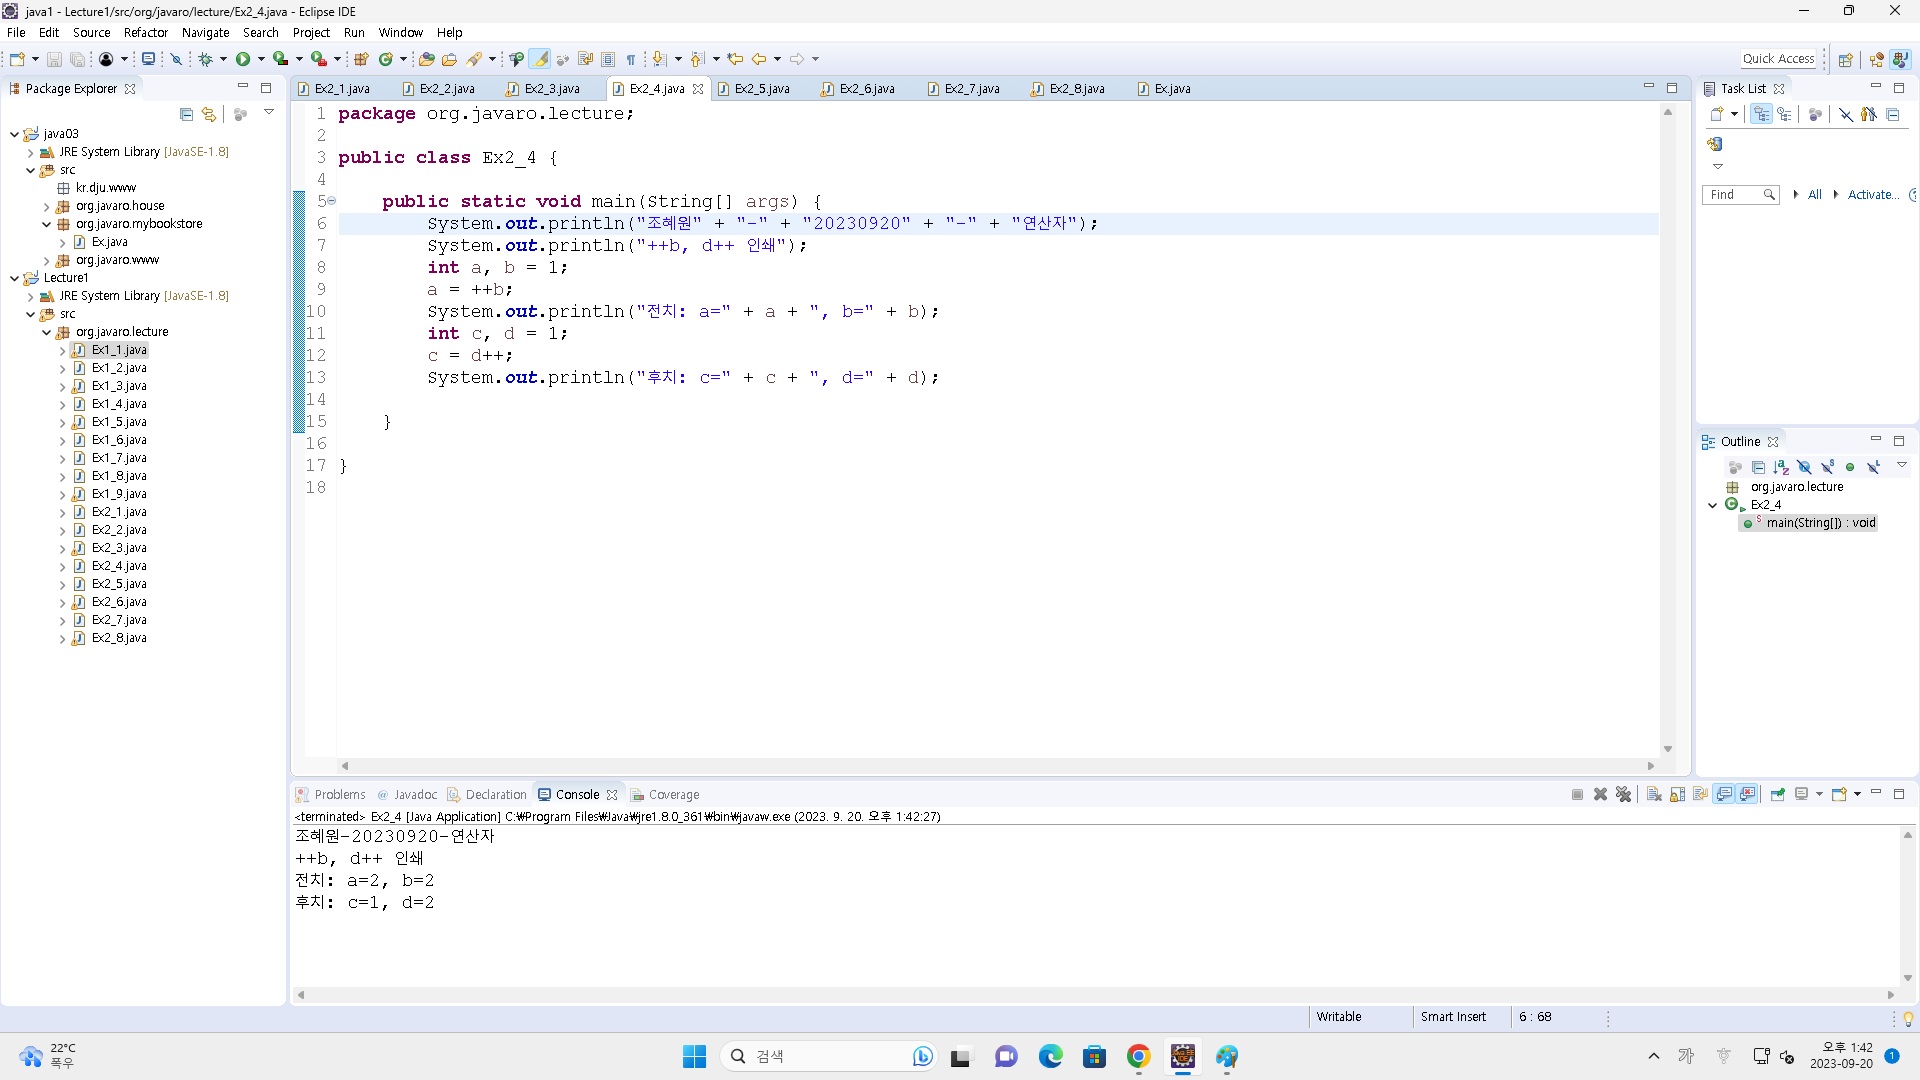 java1 - Lecture1/src/org/javaro/lecture/Ex2_4.java - Eclipse IDE
File Edit Source Refactor Navigate Search Project Run Window Help
Quick Access
Package Explorer
java03
JRE System Library [JavaSE-1.8]
src
kr.dju.www
org.javaro.house
org.javaro.mybookstore
Ex.java
org.javaro.www
Lecture1
JRE System Library [JavaSE-1.8]
src
org.javaro.lecture
Ex1_1.java
Ex1_2.java
Ex1_3.java
Ex1_4.java
Ex1_5.java
Ex1_6.java
Ex1_7.java
Ex1_8.java
Ex1_9.java
Ex2_1.java
Ex2_2.java
Ex2_3.java
Ex2_4.java
Ex2_5.java
Ex2_6.java
Ex2_7.java
Ex2_8.java
Ex2_1.java Ex2_2.java Ex2_3.java Ex2_4.java Ex2_5.java Ex2_6.java Ex2_7.java Ex2_8.java Ex.java
1 package org.javaro.lecture;
2
3 public class Ex2_4 {
4
5 public static void main(String[] args) {
6 System.out.println("조혜원" + "-" + "20230920" + "-" + "연산자");
7 System.out.println("++b, d++ 인쇄");
8 int a, b = 1;
9 a = ++b;
10 System.out.println("전치: a=" + a + ", b=" + b);
11 int c, d = 1;
12 c = d++;
13 System.out.println("후치: c=" + c + ", d=" + d);
14
15 }
16
17 }
18
Task List
Find All Activate...
Outline
org.javaro.lecture
Ex2_4
main(String[]) : void
Problems Javadoc Declaration Console Coverage
<terminated> Ex2_4 [Java Application] C:₩Program Files₩Java₩jre1.8.0_361₩bin₩javaw.exe (2023. 9. 20. 오후 1:42:27)
조혜원-20230920-연산자
++b, d++ 인쇄
전치: a=2, b=2
후치: c=1, d=2
Writable Smart Insert 6 : 68
22°C
폭우
검색
가
오후 1:42
2023-09-20
1